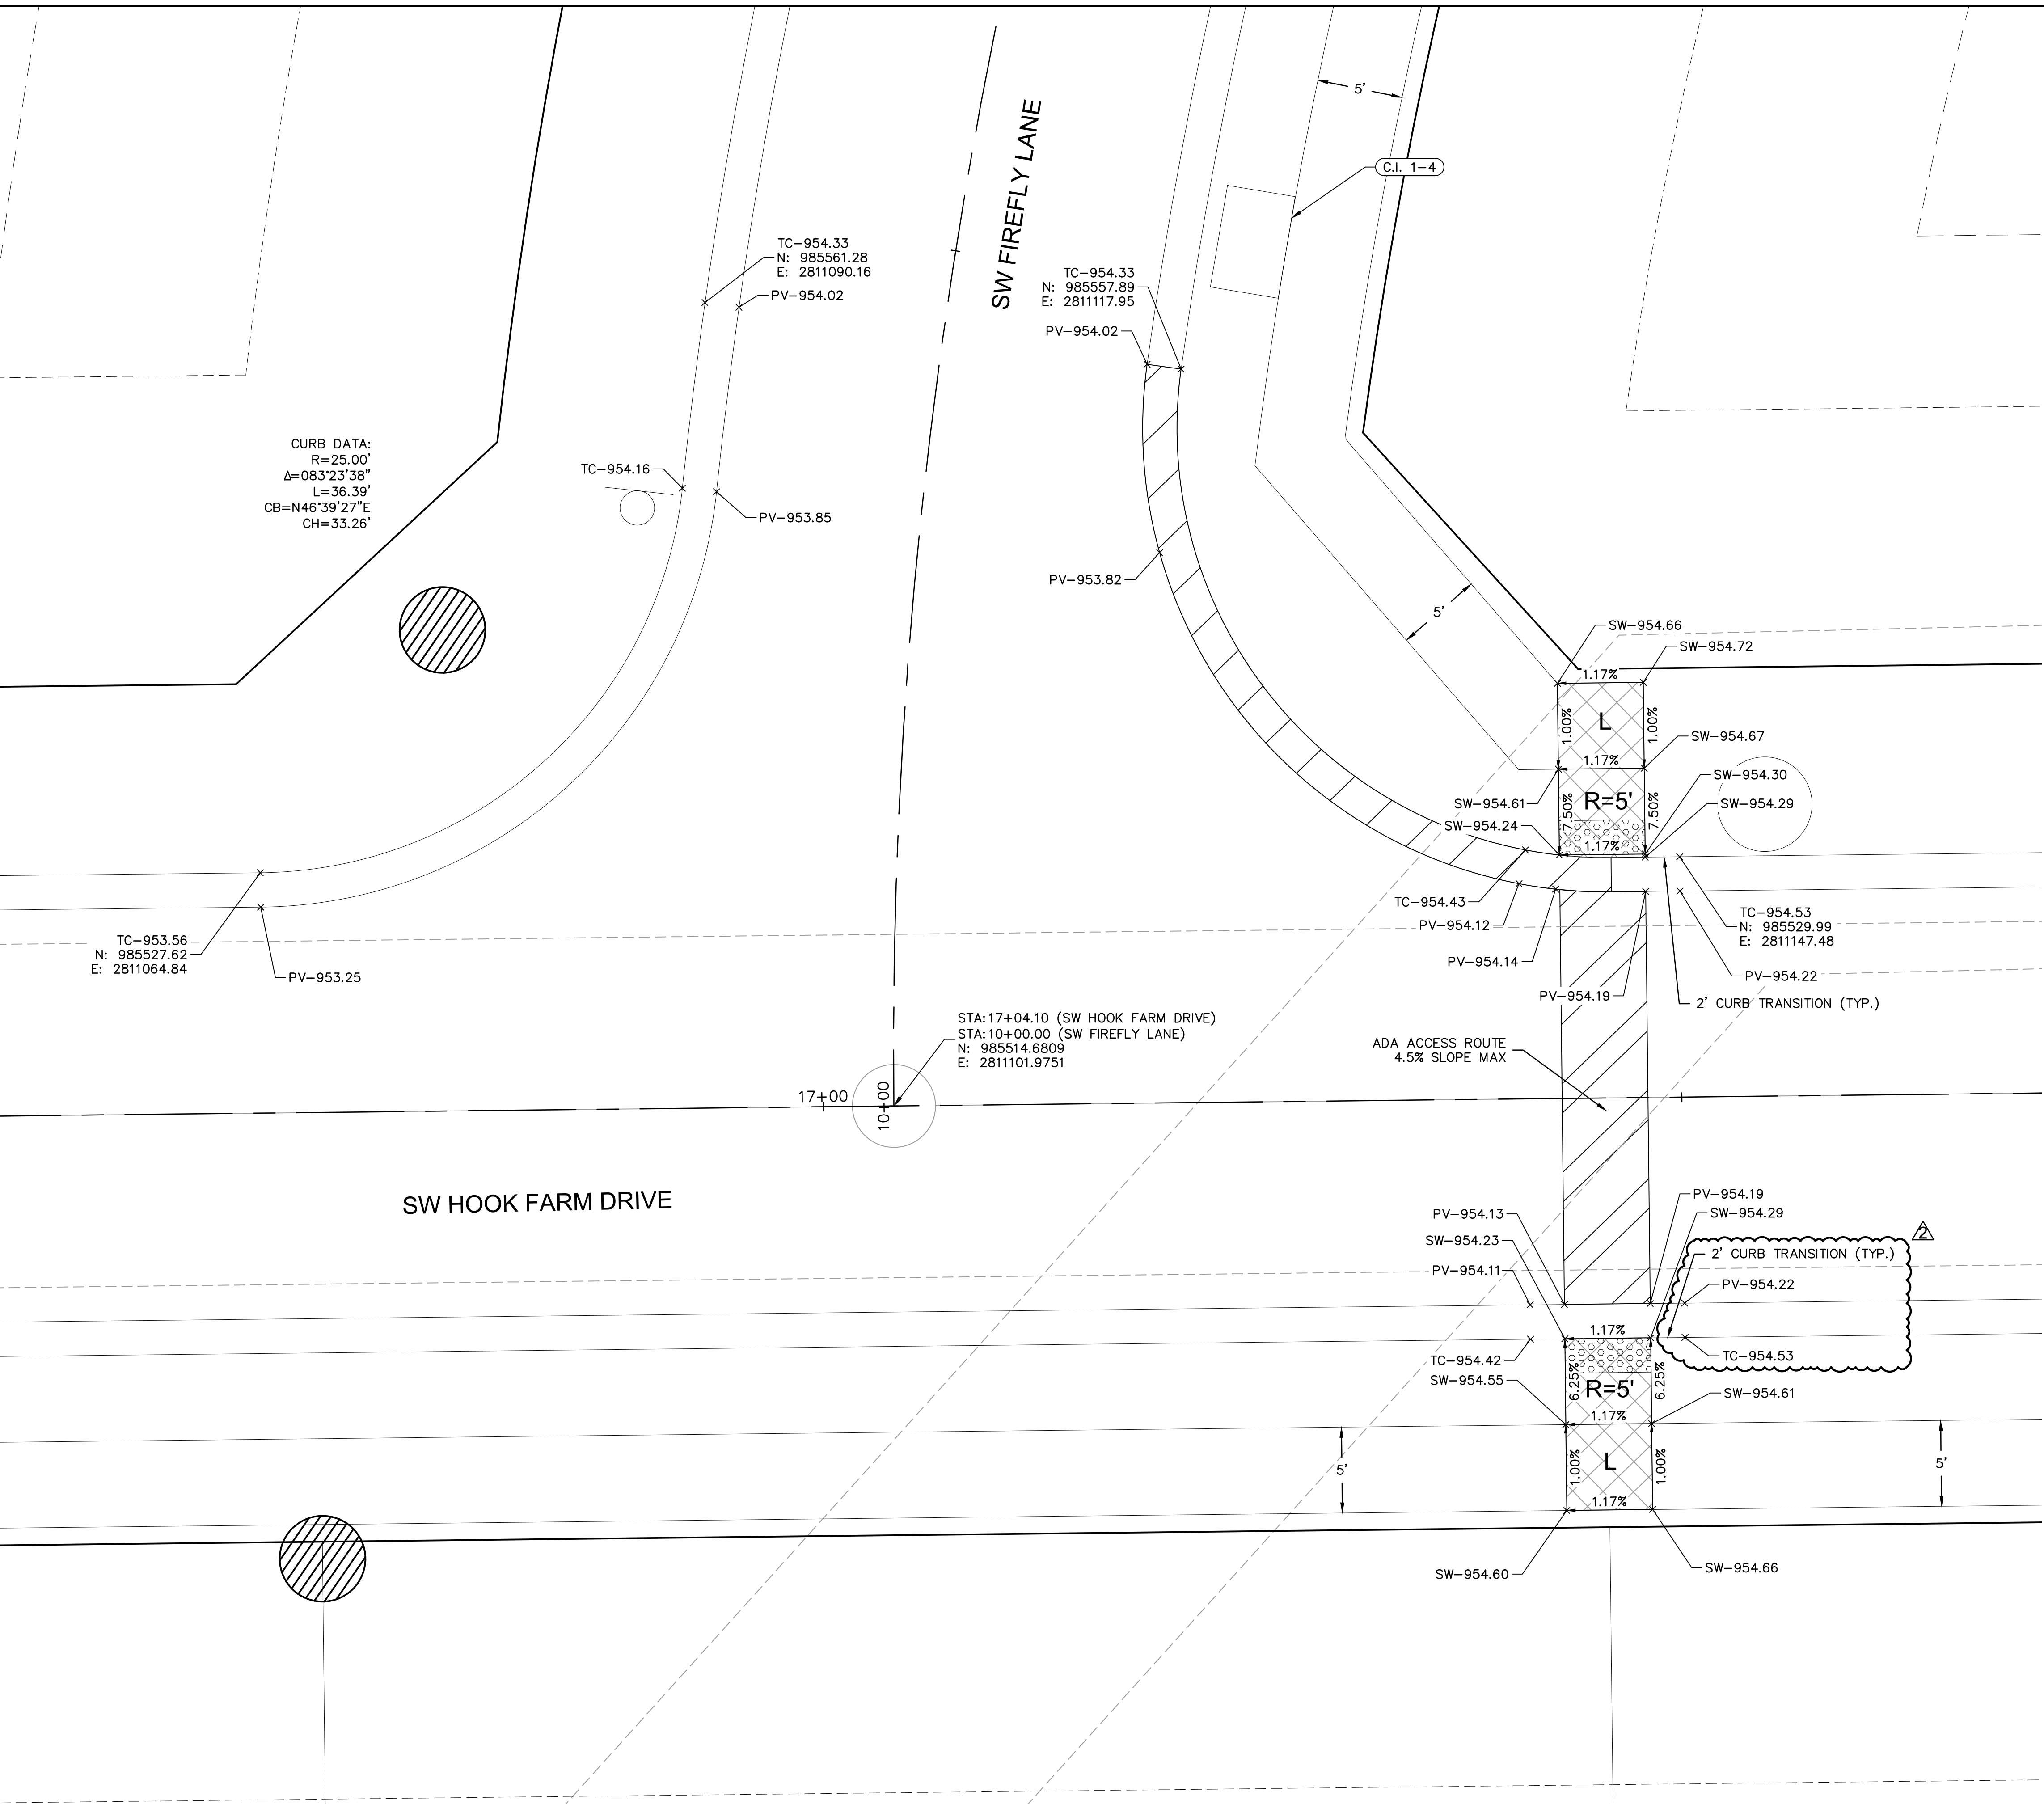 5'
C.I. 1-4
SW FIREFLY LANE
TC-954.33
N: 985561.28
E: 2811090.16
PV-954.02
TC-954.33
N: 985557.89
E: 2811117.95
PV-954.02
CURB DATA:
R=25.00'
Δ=083°23'38"
L=36.39'
CB=N46°39'27"E
CH=33.26'
TC-954.16
PV-953.85
PV-953.82
5'
SW-954.66
SW-954.72
1.17%
1.00%
L
1.00%
SW-954.67
1.17%
SW-954.30
SW-954.61
7.50%
R=5'
7.50%
SW-954.29
SW-954.24
1.17%
TC-954.43
PV-954.12
TC-954.53
N: 985529.99
E: 2811147.48
TC-953.56
N: 985527.62
E: 2811064.84
PV-953.25
PV-954.14
PV-954.22
PV-954.19
2' CURB TRANSITION (TYP.)
STA:17+04.10 (SW HOOK FARM DRIVE)
STA:10+00.00 (SW FIREFLY LANE)
N: 985514.6809
E: 2811101.9751
ADA ACCESS ROUTE
4.5% SLOPE MAX
17+00
10+00
SW HOOK FARM DRIVE
PV-954.19
PV-954.13
SW-954.29
SW-954.23
2
2' CURB TRANSITION (TYP.)
PV-954.11
PV-954.22
1.17%
TC-954.42
TC-954.53
SW-954.55
6.25%
R=5'
6.25%
SW-954.61
1.17%
5'
1.00%
L
1.00%
5'
1.17%
SW-954.60
SW-954.66